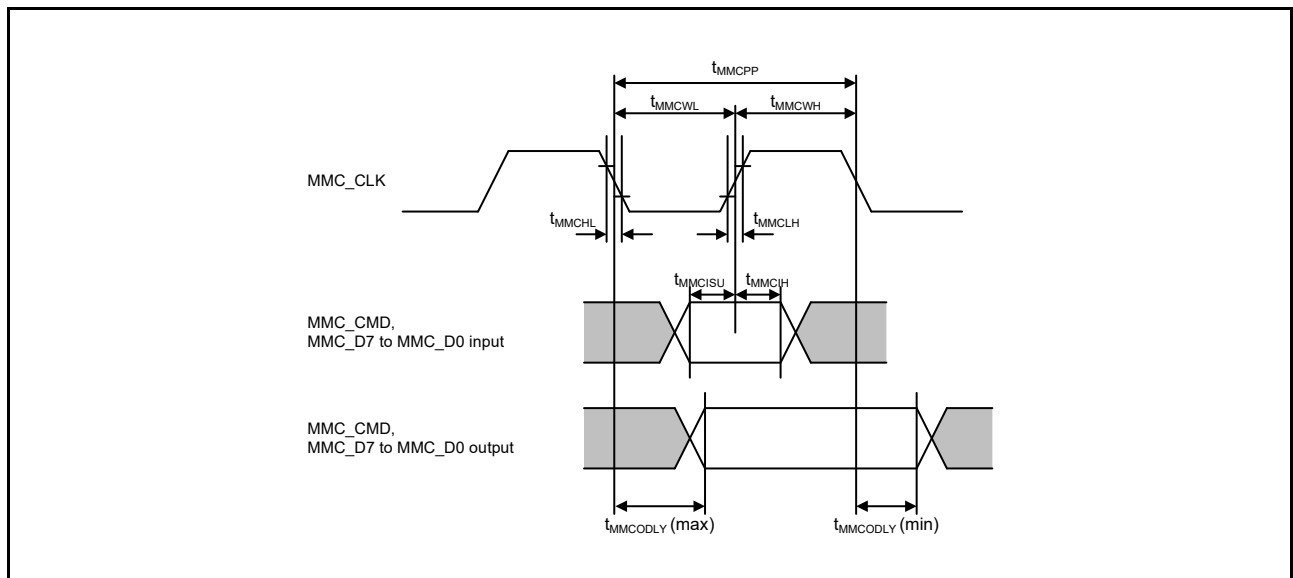 tMMCPP
tMMCWL
tMMCWH
MMC_CLK
tMMCHL
tMMCLH
tMMCISU
tMMCIH
MMC_CMD,
MMC_D7 to MMC_D0 input
MMC_CMD,
MMC_D7 to MMC_D0 output
tMMCODLY (max)
tMMCODLY (min)